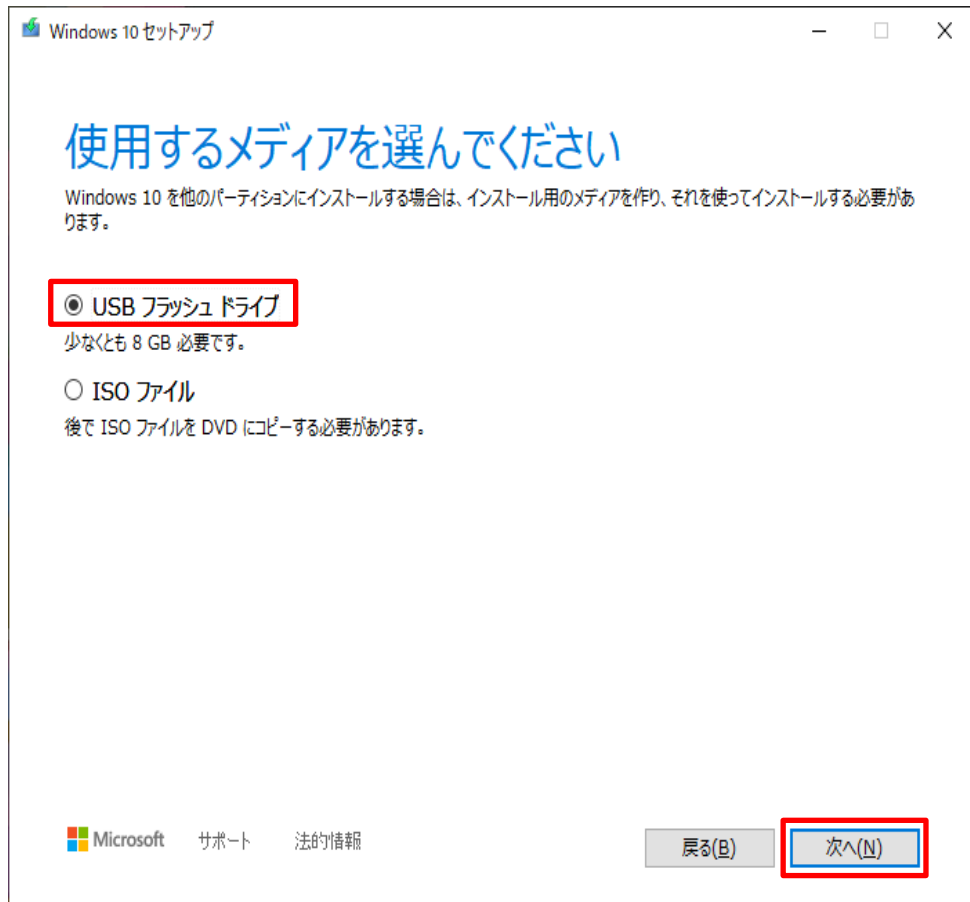 Windows 10 セットアップ
使用するメディアを選んでください
Windows 10 を他のパーティションにインストールする場合は、インストール用のメディアを作り、それを使ってインストールする必要があ
ります。
USB フラッシュ ドライブ
少なくとも 8 GB 必要です。
ISO ファイル
後で ISO ファイルを DVD にコピーする必要があります。
Microsoft サポート 法的情報 戻る(B) 次へ(N)